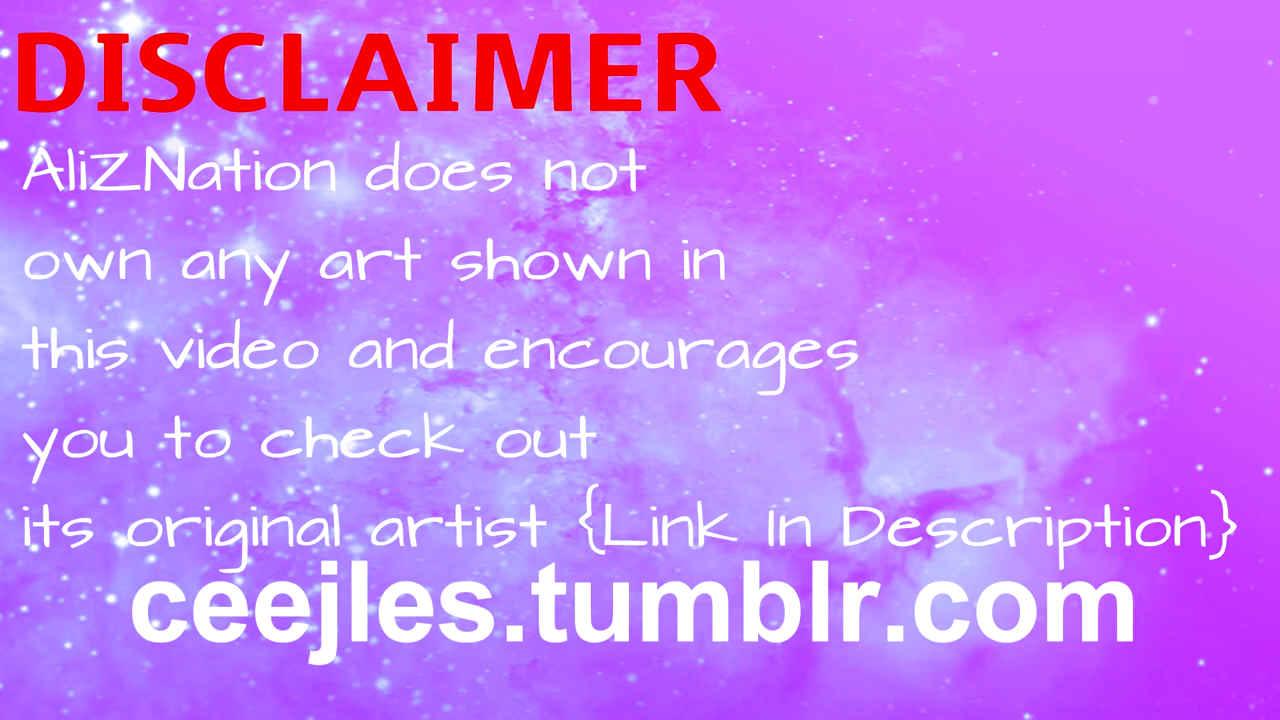 DISCLAIMER
AliZNation does not
own any art shown in
this video and encourages
you to check out
its original artist {Link In Description}
ceejles.tumblr.com